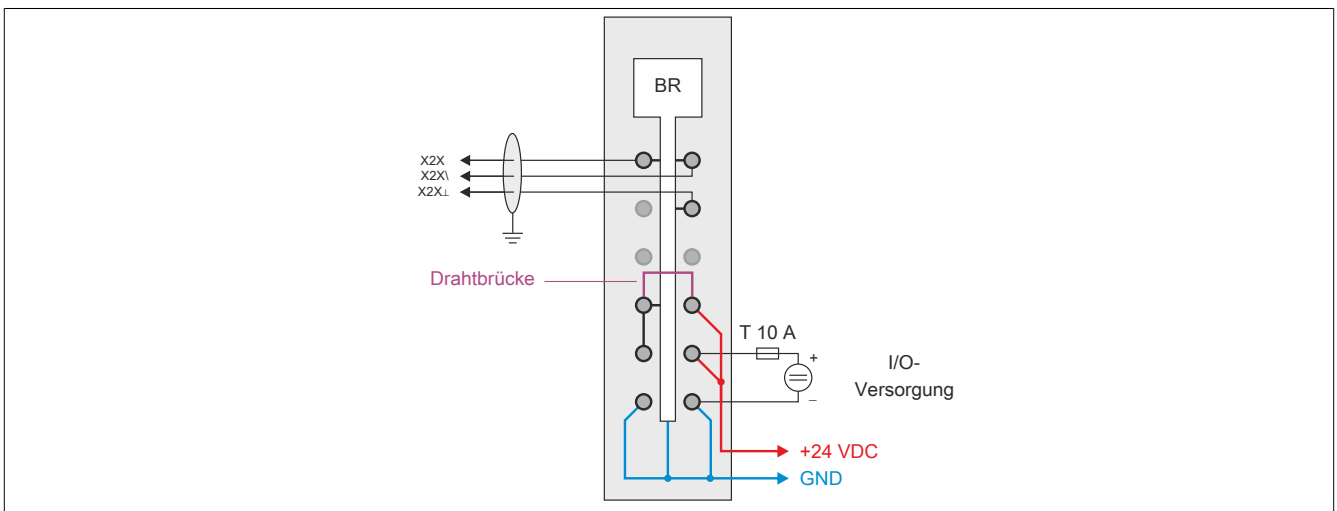 BR
X2X
X2X\
X2X⊥
Drahtbrücke
T 10 A
+
I/O-
Versorgung
–
+24 VDC
GND